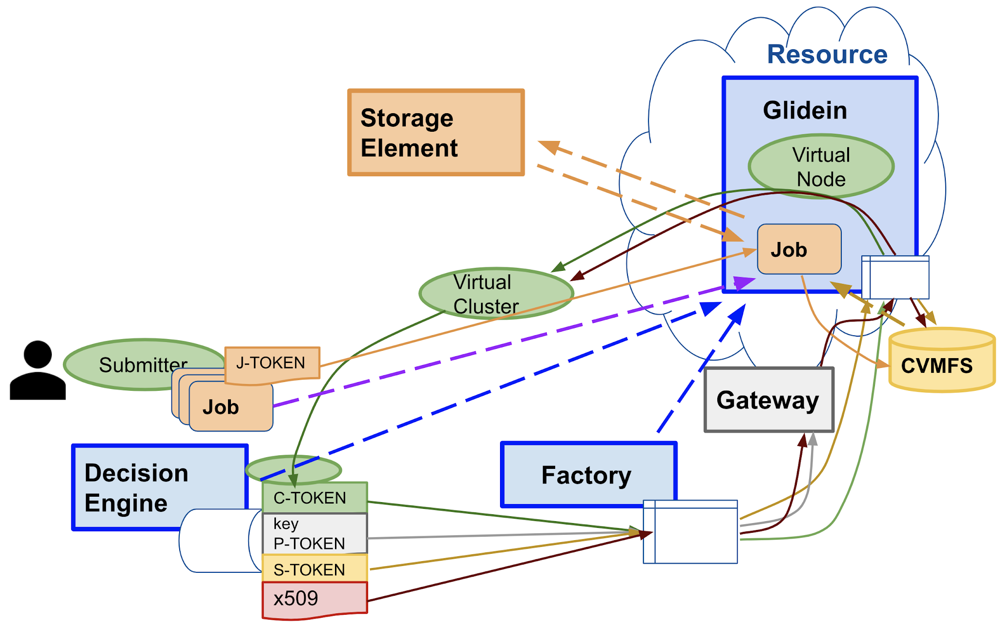 Resource
Glidein
Storage
Element
Virtual
Node
Job
Virtual
Cluster
Submitter
J-TOKEN
Job
CVMFS
Gateway
Decision
Engine
Factory
C-TOKEN
key
P-TOKEN
S-TOKEN
x509